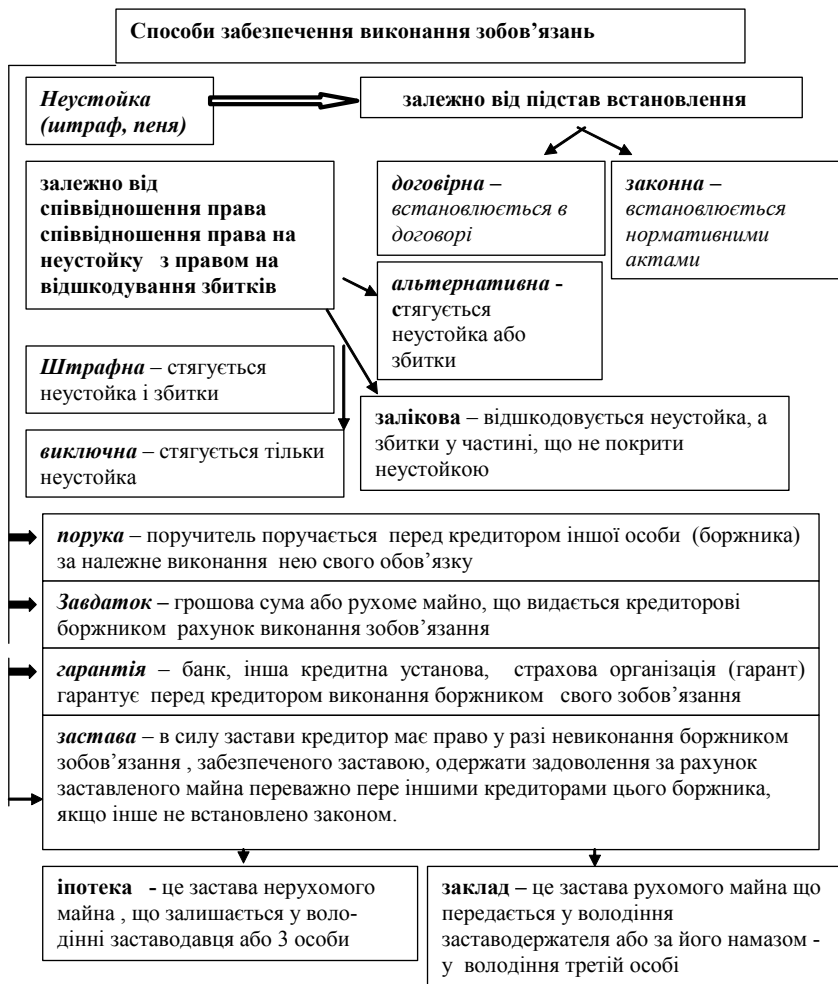 Способи забезпечення виконання зобов’язань
Неустойка
(штраф, пеня)
залежно від підстав встановлення
залежно від
співвідношення права
співвідношення права на
неустойку з правом на
відшкодування збитків
договірна –
встановлюється в
договорі
законна –
встановлюється
нормативними
актами
альтернативна -
стягується
неустойка або
збитки
Штрафна – стягується
неустойка і збитки
залікова – відшкодовується неустойка, а
збитки у частині, що не покрити
неустойкою
виключна – стягується тільки
неустойка
порука – поручитель поручається перед кредитором іншої особи (боржника)
за належне виконання нею свого обов’язку
Завдаток – грошова сума або рухоме майно, що видається кредиторові
боржником рахунок виконання зобов’язання
гарантія – банк, інша кредитна установа, страхова організація (гарант)
гарантує перед кредитором виконання боржником свого зобов’язання
застава – в силу застави кредитор має право у разі невиконання боржником
зобов’язання , забезпеченого заставою, одержати задоволення за рахунок
заставленого майна переважно пере іншими кредиторами цього боржника,
якщо інше не встановлено законом.
іпотека - це застава нерухомого
майна , що залишається у воло-
дінні заставодавця або 3 особи
заклад – це застава рухомого майна що
передається у володіння
заставодержателя або за його намазом -
у володіння третій особі